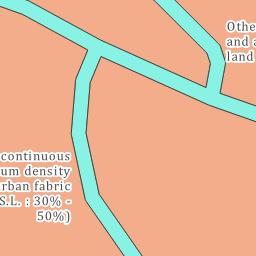 Othe
and a
land
continuous
um density
rban fabric
S.L. : 30% -
50%)